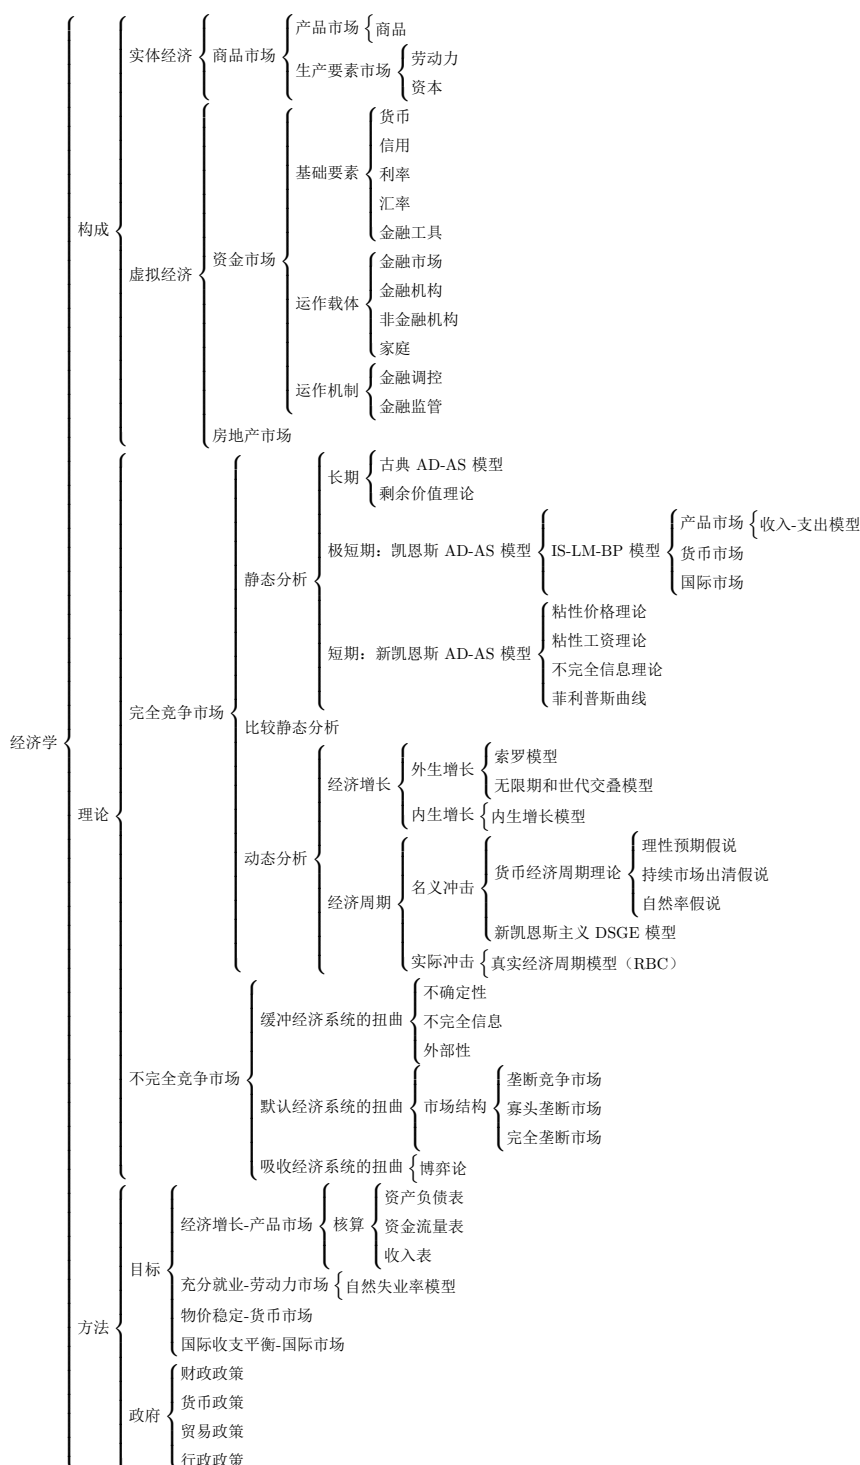 产品市场
商品
实体经济
商品市场
劳动力
生产要素市场
资本
货币
信用
基础要素
利率
汇率
构成
金融工具
资金市场
金融市场
虚拟经济
金融机构
运作载体
非金融机构
家庭
金融调控
运作机制
金融监管
房地产市场
古典 AD-AS 模型
长期
剩余价值理论
产品市场
收入-支出模型
极短期：凯恩斯 AD-AS 模型
IS-LM-BP 模型
货币市场
静态分析
国际市场
粘性价格理论
粘性工资理论
短期：新凯恩斯 AD-AS 模型
不完全信息理论
菲利普斯曲线
完全竞争市场
比较静态分析
经济学
索罗模型
外生增长
经济增长
无限期和世代交叠模型
理论
内生增长
内生增长模型
理性预期假说
动态分析
货币经济周期理论
持续市场出清假说
名义冲击
经济周期
自然率假说
新凯恩斯主义 DSGE 模型
实际冲击
真实经济周期模型（RBC）
不确定性
缓冲经济系统的扭曲
不完全信息
外部性
不完全竞争市场
垄断竞争市场
默认经济系统的扭曲
市场结构
寡头垄断市场
完全垄断市场
吸收经济系统的扭曲
博弈论
资产负债表
经济增长-产品市场
核算
资金流量表
收入表
目标
充分就业-劳动力市场
自然失业率模型
物价稳定-货币市场
方法
国际收支平衡-国际市场
财政政策
货币政策
政府
贸易政策
行政政策